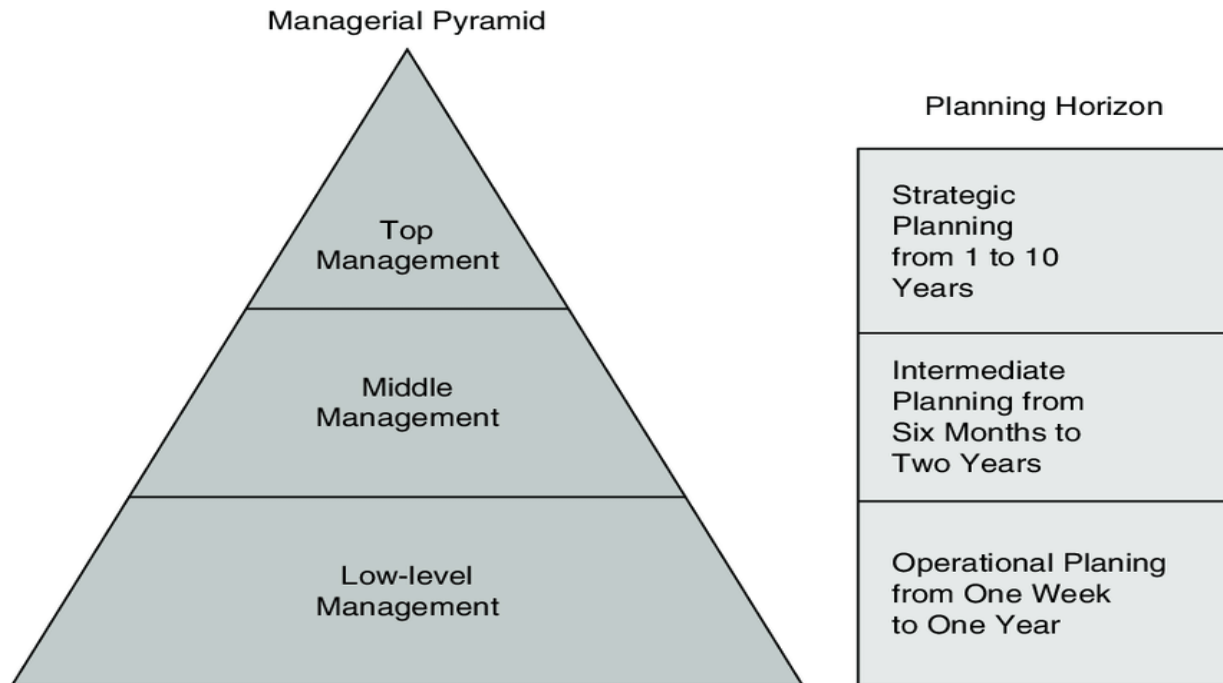 Managerial Pyramid
Top
Management
Middle
Management
Low-level
Management
Planning Horizon
Strategic
Planning
from 1 to 10
Years
Intermediate
Planning from
Six Months to
Two Years
Operational Planing
from One Week
to One Year